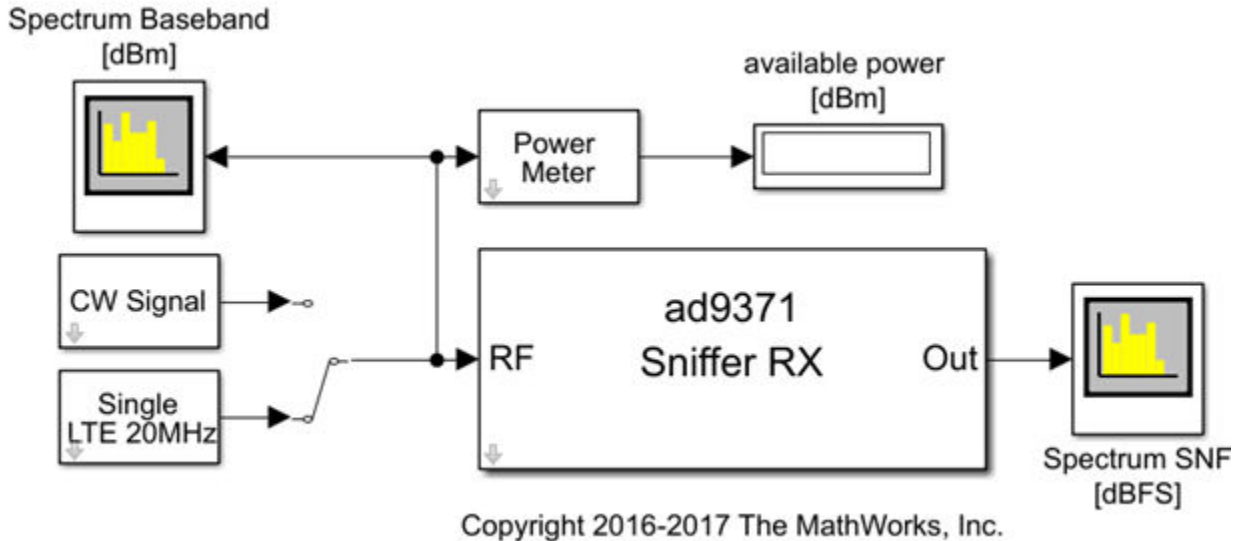 Spectrum Baseband
[dBm]
available power
[dBm]
Power
Meter
CW Signal
ad9371
Sniffer RX
RF
Out
Single
LTE 20MHz
Spectrum SNF
[dBFS]
Copyright 2016-2017 The MathWorks, Inc.